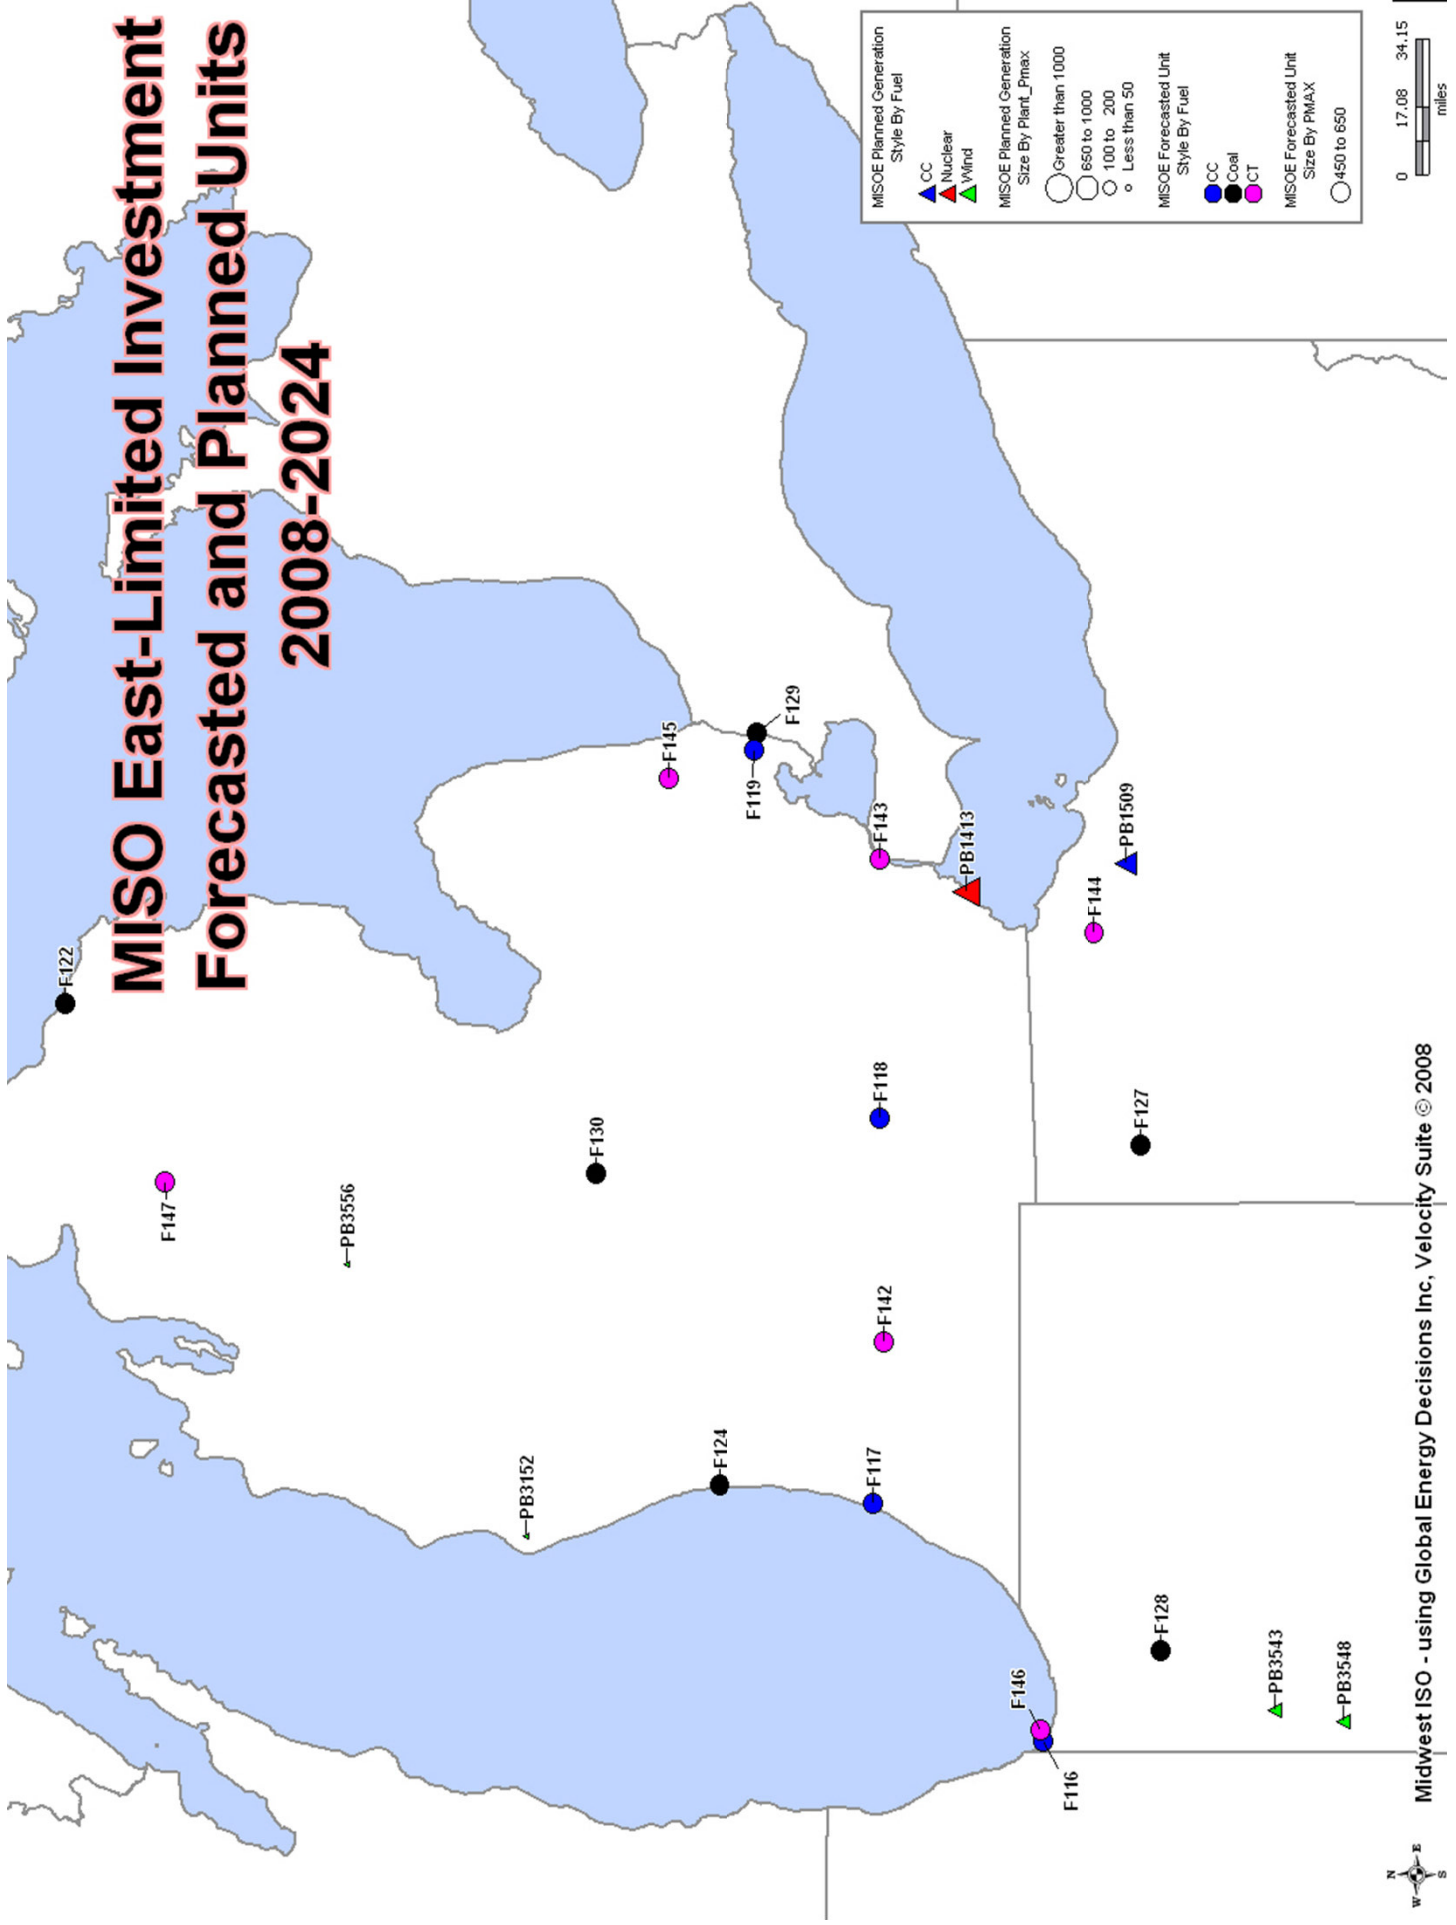 MISO East-Limited Investment
Forecasted and Planned Units
2008-2024
F122
F147
PB3556
PB3152
F130
F145
F124
F119
F129
F117
F142
F118
F143
PB1413
F146
F116
F144
PB1509
F128
F127
PB3543
PB3548
MISOE Planned Generation
Style By Fuel
CC
Nuclear
Wind
MISOE Planned Generation
Size By Plant_Pmax
Greater than 1000
650 to 1000
100 to 200
Less than 50
MISOE Forecasted Unit
Style By Fuel
CC
Coal
CT
MISOE Forecasted Unit
Size By PMAX
450 to 650
0 17.08 34.15
miles
N
W E
S
Midwest ISO - using Global Energy Decisions Inc, Velocity Suite © 2008